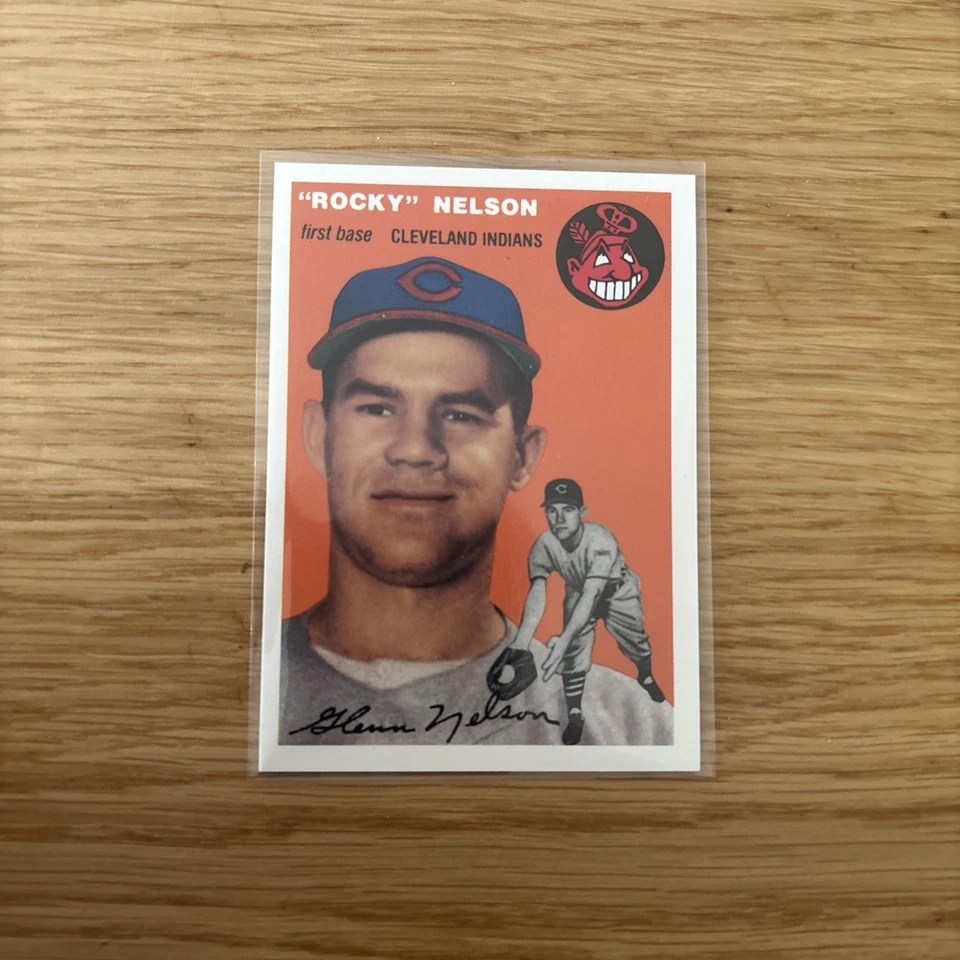 “ROCKY” NELSON
first base CLEVELAND INDIANS
C
C
Glenn Nelson